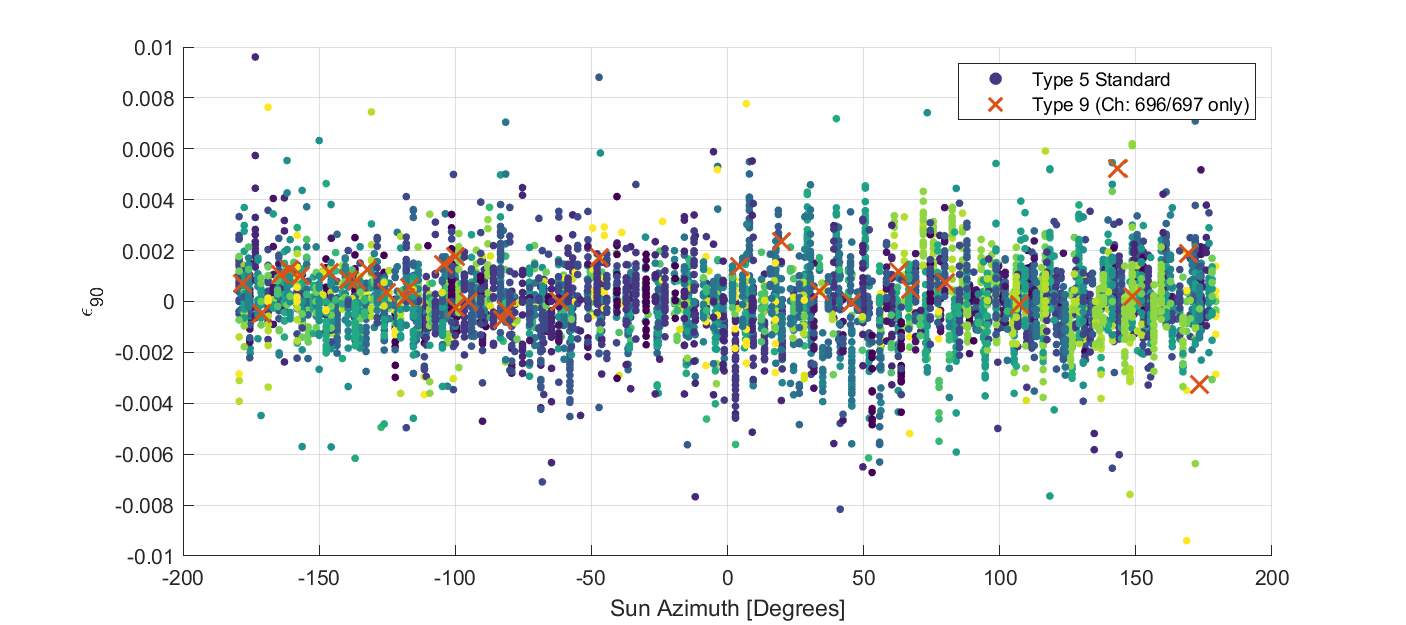 0.01
0.008
0.006
0.004
0.002
0
-0.002
-0.004
-0.006
-0.008
-0.01
ϵ90
Type 5 Standard
Type 9 (Ch: 696/697 only)
-200 -150 -100 -50 0 50 100 150 200
Sun Azimuth [Degrees]